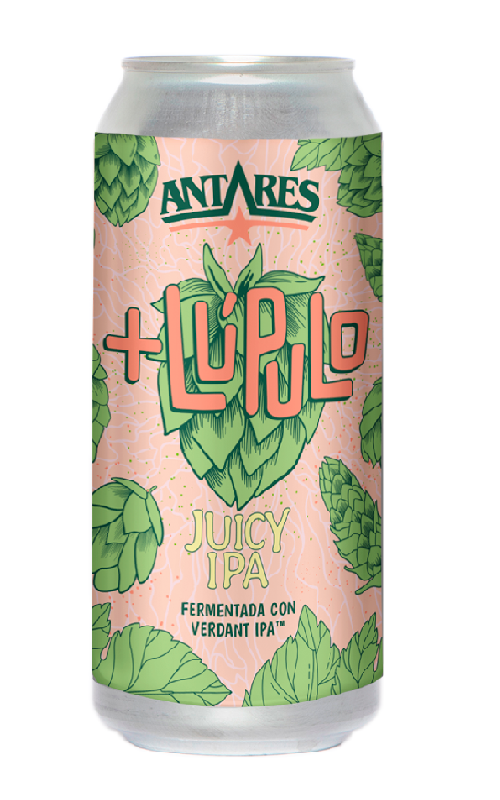 ANTARES
+LÚPULO
JUICY
IPA
FERMENTADA CON
VERDANT IPA™